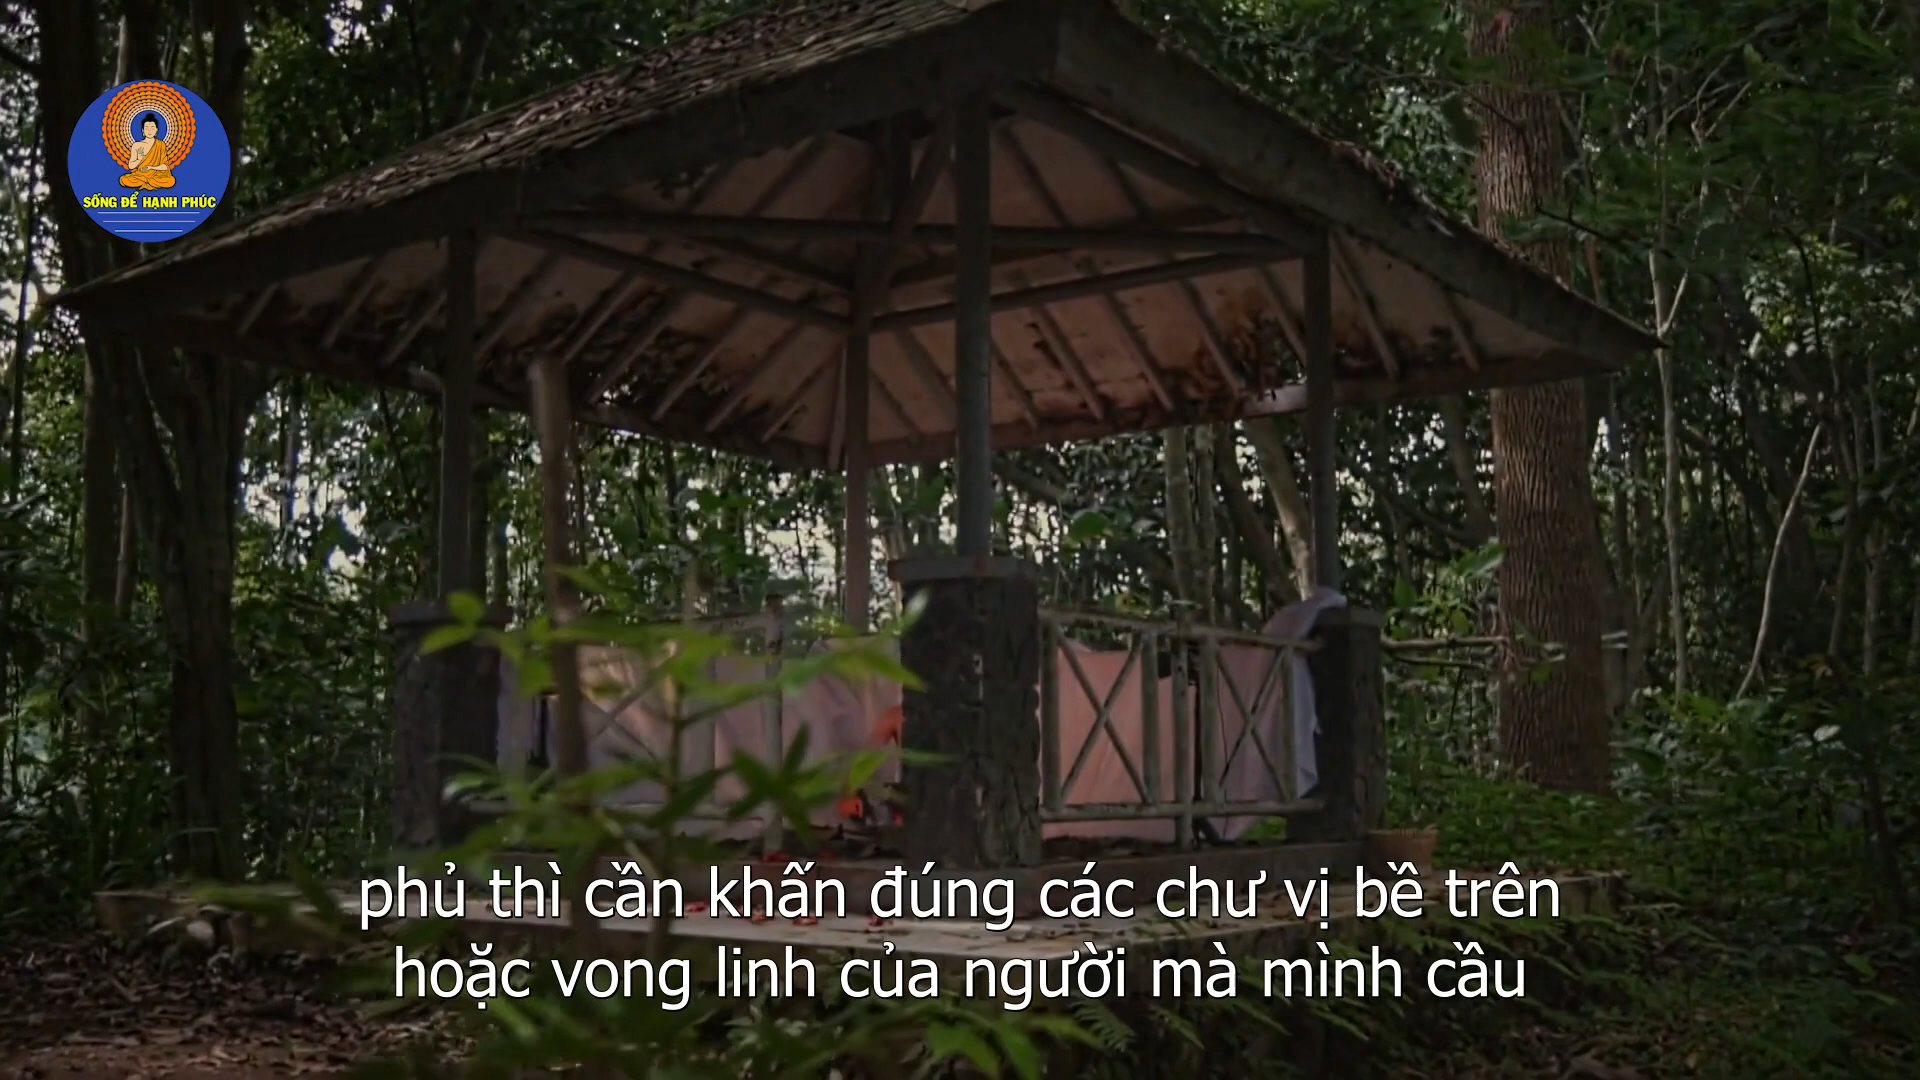 SỐNG ĐỂ HẠNH PHÚC
phủ thì cần khấn đúng các chư vị bề trên
hoặc vong linh của người mà mình cầu